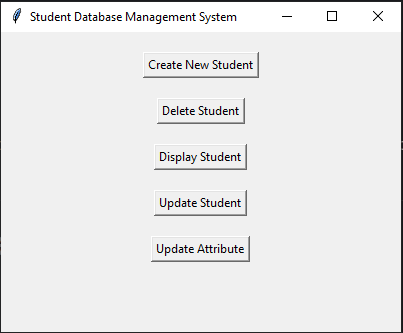 Student Database Management System
Create New Student
Delete Student
Display Student
Update Student
Update Attribute